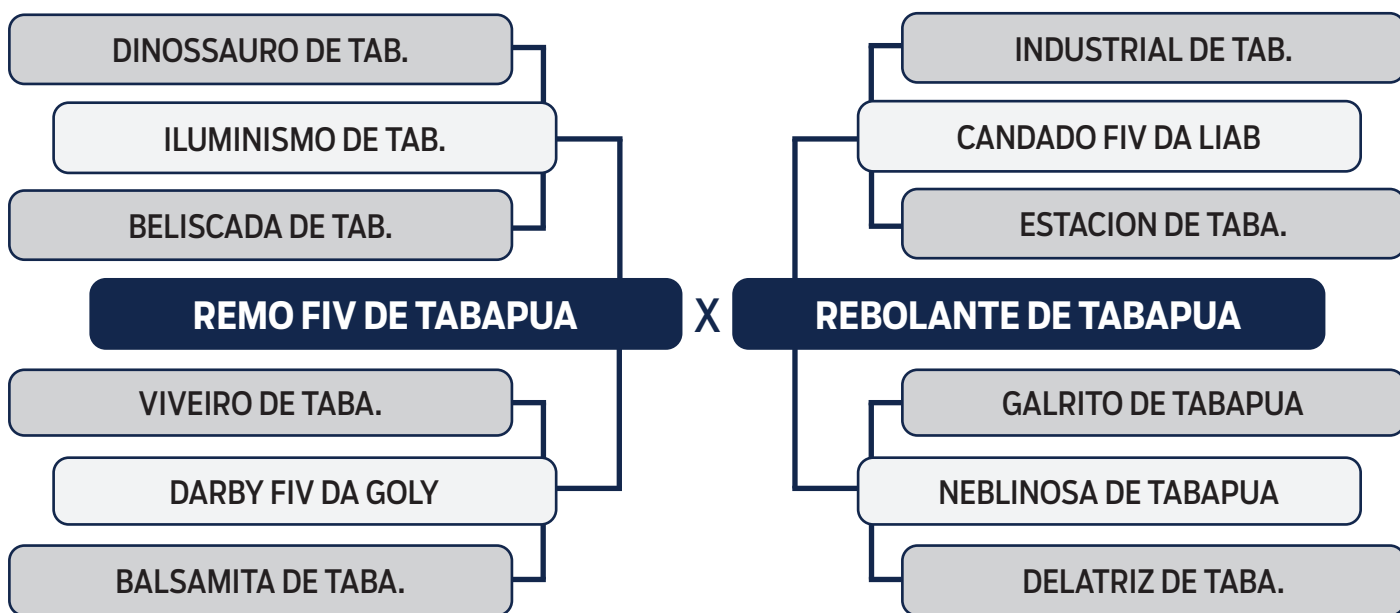 DINOSSAURO DE TAB.
INDUSTRIAL DE TAB.
ILUMINISMO DE TAB.
CANDADO FIV DA LIAB
BELISCADA DE TAB.
ESTACION DE TABA.
REMO FIV DE TABAPUA X REBOLANTE DE TABAPUA
VIVEIRO DE TABA.
GALRITO DE TABAPUA
DARBY FIV DA GOLY
NEBLINOSA DE TABAPUA
BALSAMITA DE TABA.
DELATRIZ DE TABA.